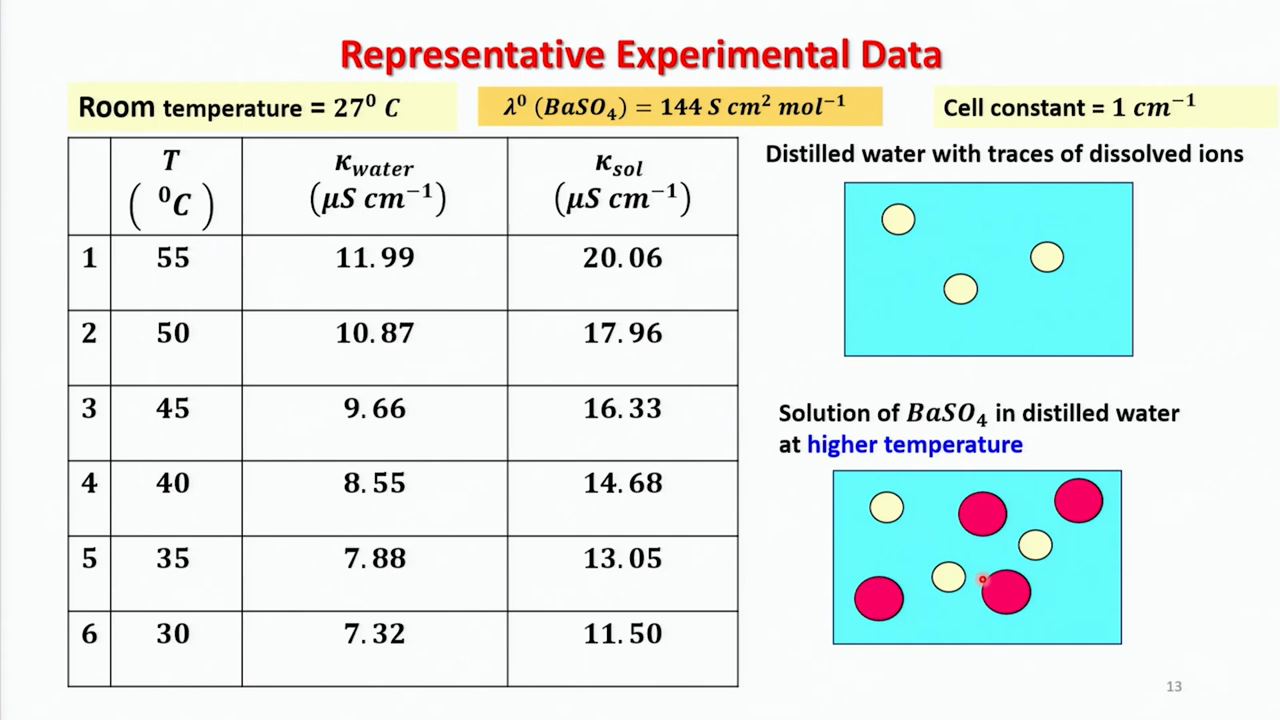 Representative Experimental Data
Room temperature = 27⁰ C
λ⁰ (BaSO₄) = 144 S cm² mol⁻¹
Cell constant = 1 cm⁻¹
T (⁰C) κ_water (μS cm⁻¹) κ_sol (μS cm⁻¹)
1 55 11.99 20.06
2 50 10.87 17.96
3 45 9.66 16.33
4 40 8.55 14.68
5 35 7.88 13.05
6 30 7.32 11.50
Distilled water with traces of dissolved ions
Solution of BaSO₄ in distilled water
at higher temperature
13